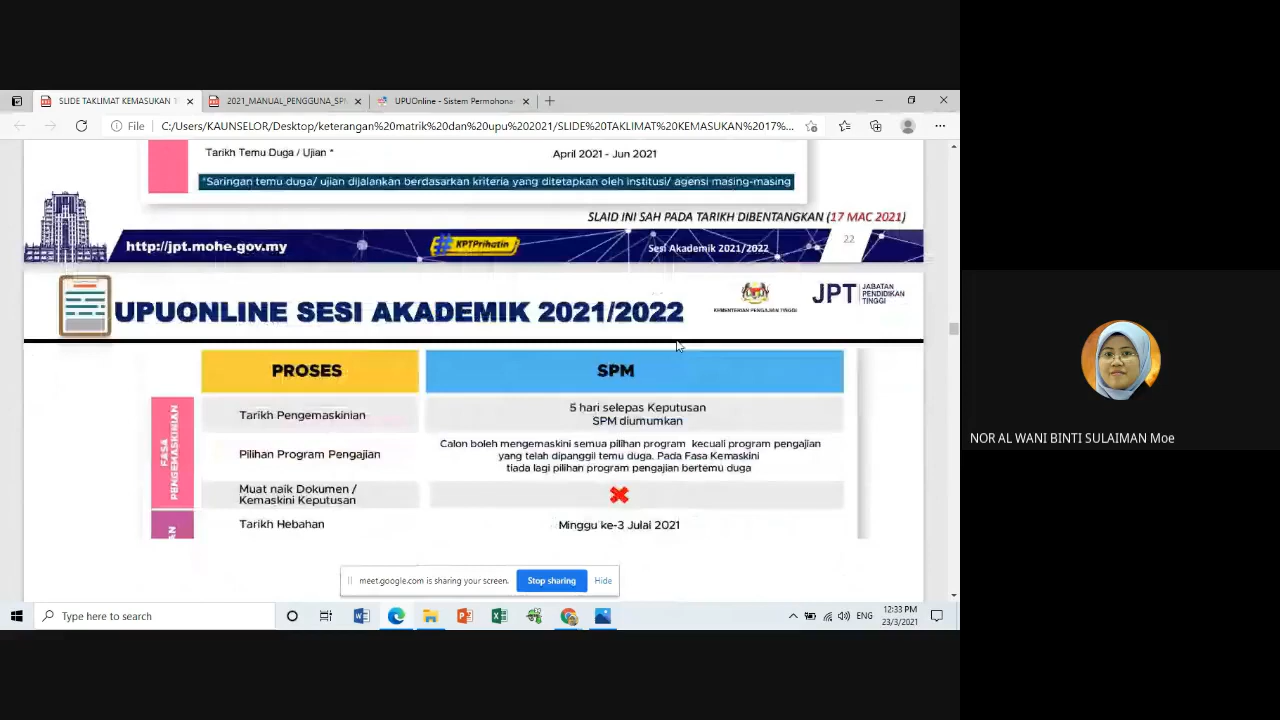 SLIDE TAKLIMAT KEMASUKAN
2021_MANUAL_PENGGUNA_SPM
UPUOnline - Sistem Permohonan
File
C:/Users/KAUNSELOR/Desktop/keterangan%20matrik%20dan%20upu%202021/SLIDE%20TAKLIMAT%20KEMASUKAN%2017%...
Tarikh Temu Duga / Ujian *
April 2021 - Jun 2021
*Saringan temu duga/ ujian dijalankan berdasarkan kriteria yang ditetapkan oleh institusi/ agensi masing-masing
SLAID INI SAH PADA TARIKH DIBENTANGKAN (17 MAC 2021)
http://jpt.mohe.gov.my
#KPTPrihatin
Sesi Akademik 2021/2022
22
UPUONLINE SESI AKADEMIK 2021/2022
KEMENTERIAN PENGAJIAN TINGGI
JPT
JABATAN
PENDIDIKAN
TINGGI
PROSES
SPM
FASA
PENGEMASKINIAN
Tarikh Pengemaskinian
5 hari selepas Keputusan
SPM diumumkan
Pilihan Program Pengajian
Calon boleh mengemaskini semua pilihan program kecuali program pengajian
yang telah dipanggil temu duga. Pada Fasa Kemaskini
tiada lagi pilihan program pengajian bertemu duga
Muat naik Dokumen /
Kemaskini Keputusan
Tarikh Hebahan
Minggu ke-3 Julai 2021
meet.google.com is sharing your screen.
Stop sharing
Hide
Type here to search
ENG
12:33 PM
23/3/2021
NOR AL WANI BINTI SULAIMAN Moe